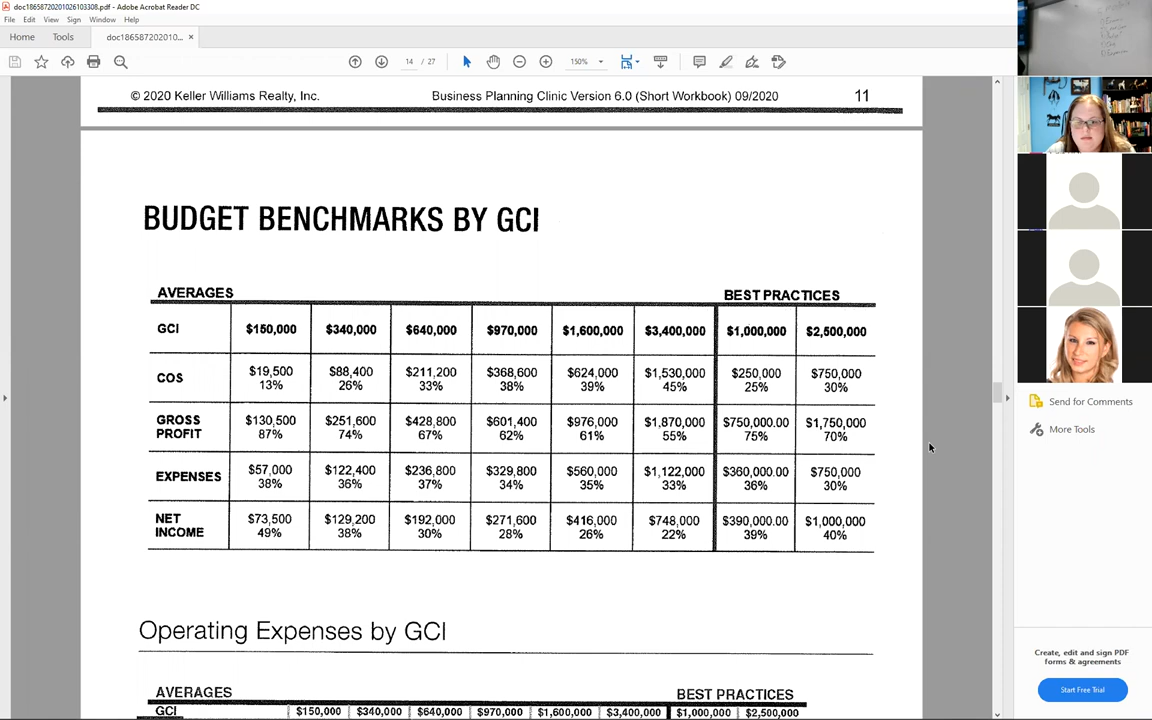 doc18658720201026103308.pdf - Adobe Acrobat Reader DC
File Edit View Sign Window Help
Home Tools doc186587202010... ×
14 / 27 150%
© 2020 Keller Williams Realty, Inc. Business Planning Clinic Version 6.0 (Short Workbook) 09/2020 11
BUDGET BENCHMARKS BY GCI
AVERAGES BEST PRACTICES
GCI $150,000 $340,000 $640,000 $970,000 $1,600,000 $3,400,000 $1,000,000 $2,500,000
COS $19,500 $88,400 $211,200 $368,600 $624,000 $1,530,000 $250,000 $750,000
13% 26% 33% 38% 39% 45% 25% 30%
GROSS $130,500 $251,600 $428,800 $601,400 $976,000 $1,870,000 $750,000.00 $1,750,000
PROFIT 87% 74% 67% 62% 61% 55% 75% 70%
EXPENSES $57,000 $122,400 $236,800 $329,800 $560,000 $1,122,000 $360,000.00 $750,000
38% 36% 37% 34% 35% 33% 36% 30%
NET $73,500 $129,200 $192,000 $271,600 $416,000 $748,000 $390,000.00 $1,000,000
INCOME 49% 38% 30% 28% 26% 22% 39% 40%
Operating Expenses by GCI
AVERAGES BEST PRACTICES
GCI $150,000 $340,000 $640,000 $970,000 $1,600,000 $3,400,000 $1,000,000 $2,500,000
Send for Comments
More Tools
Create, edit and sign PDF
forms & agreements
Start Free Trial